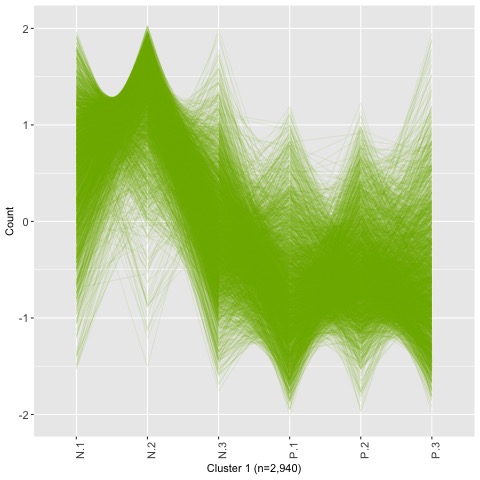 2
1
0
-1
-2
Count
N.1
N.2
N.3
P.1
P.2
P.3
Cluster 1 (n=2,940)